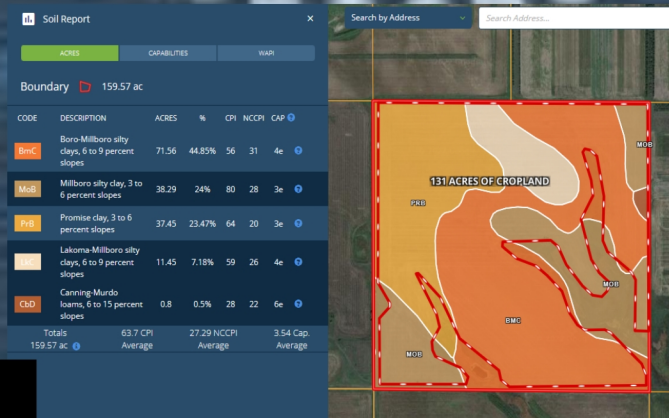 Soil Report ×
Search by Address
Search Address...
ACRES CAPABILITIES WAPI
Boundary 159.57 ac
CODE DESCRIPTION ACRES % CPI NCCPI CAP ?
BmC Boro-Millboro silty clays, 6 to 9 percent slopes 71.56 44.85% 56 31 4e ?
MoB Millboro silty clay, 3 to 6 percent slopes 38.29 24% 80 28 3e ?
PrB Promise clay, 3 to 6 percent slopes 37.45 23.47% 64 20 3e ?
Lakoma-Millboro silty clays, 6 to 9 percent slopes 11.45 7.18% 59 26 4e ?
CbD Canning-Murdo loams, 6 to 15 percent slopes 0.8 0.5% 28 22 6e ?
Totals 159.57 ac
63.7 CPI Average
27.29 NCCPI Average
3.54 Cap. Average
MOB
131 ACRES OF CROPLAND
PRB
MOB
BMC
MOB